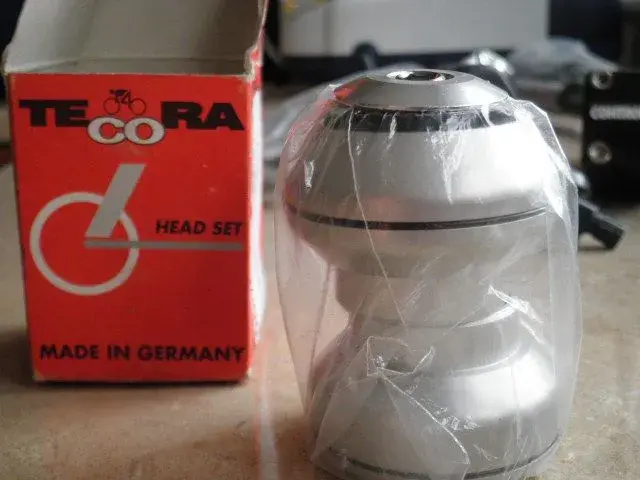 TECORA
HEAD SET
MADE IN GERMANY